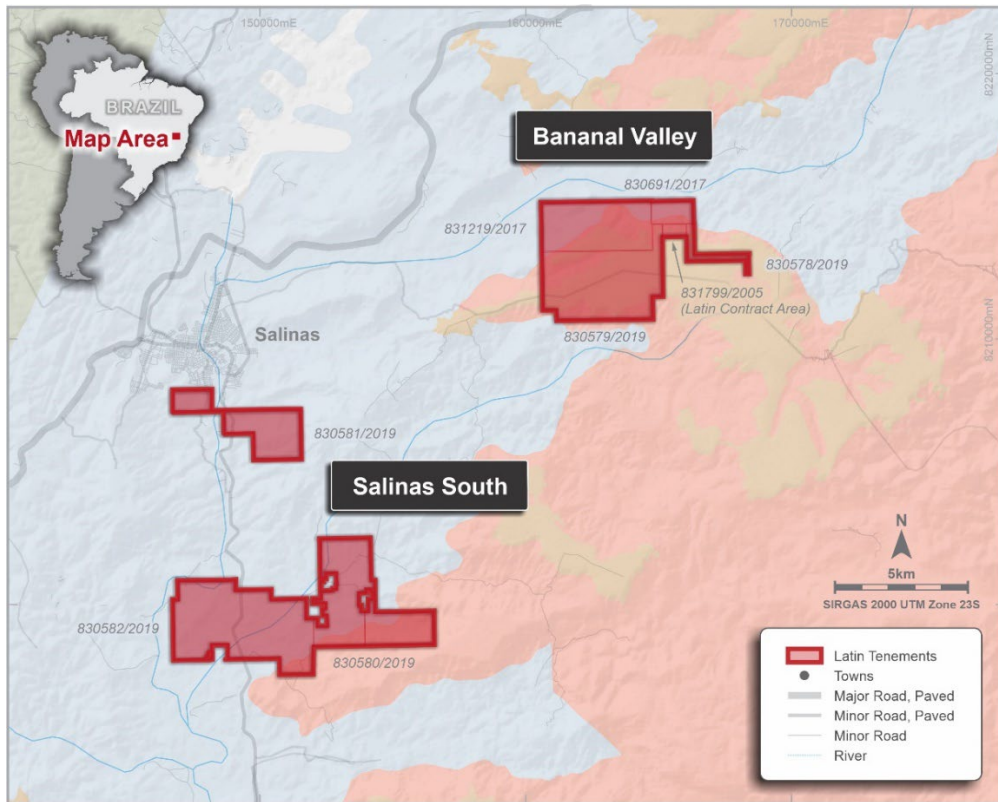 150000mE
160000mE
170000mE
8220000mN
BRAZIL
Map Area
Bananal Valley
830691/2017
831219/2017
830578/2019
831799/2005
(Latin Contract Area)
8210000mN
830579/2019
Salinas
830581/2019
Salinas South
N
5km
SIRGAS 2000 UTM Zone 23S
830582/2019
830580/2019
Latin Tenements
Towns
Major Road, Paved
Minor Road, Paved
Minor Road
River